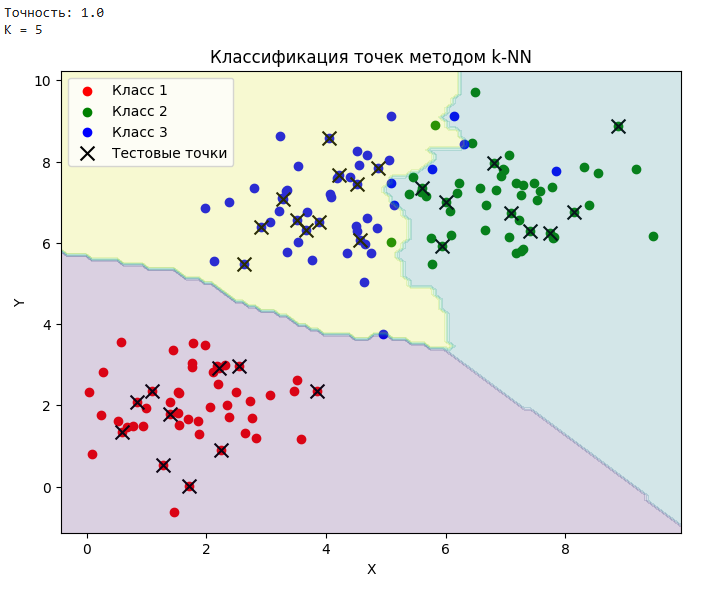 Точность: 1.0
K = 5
Классификация точек методом k-NN
Класс 1
Класс 2
Класс 3
Тестовые точки
10
8
6
4
2
0
Y
0 2 4 6 8
X